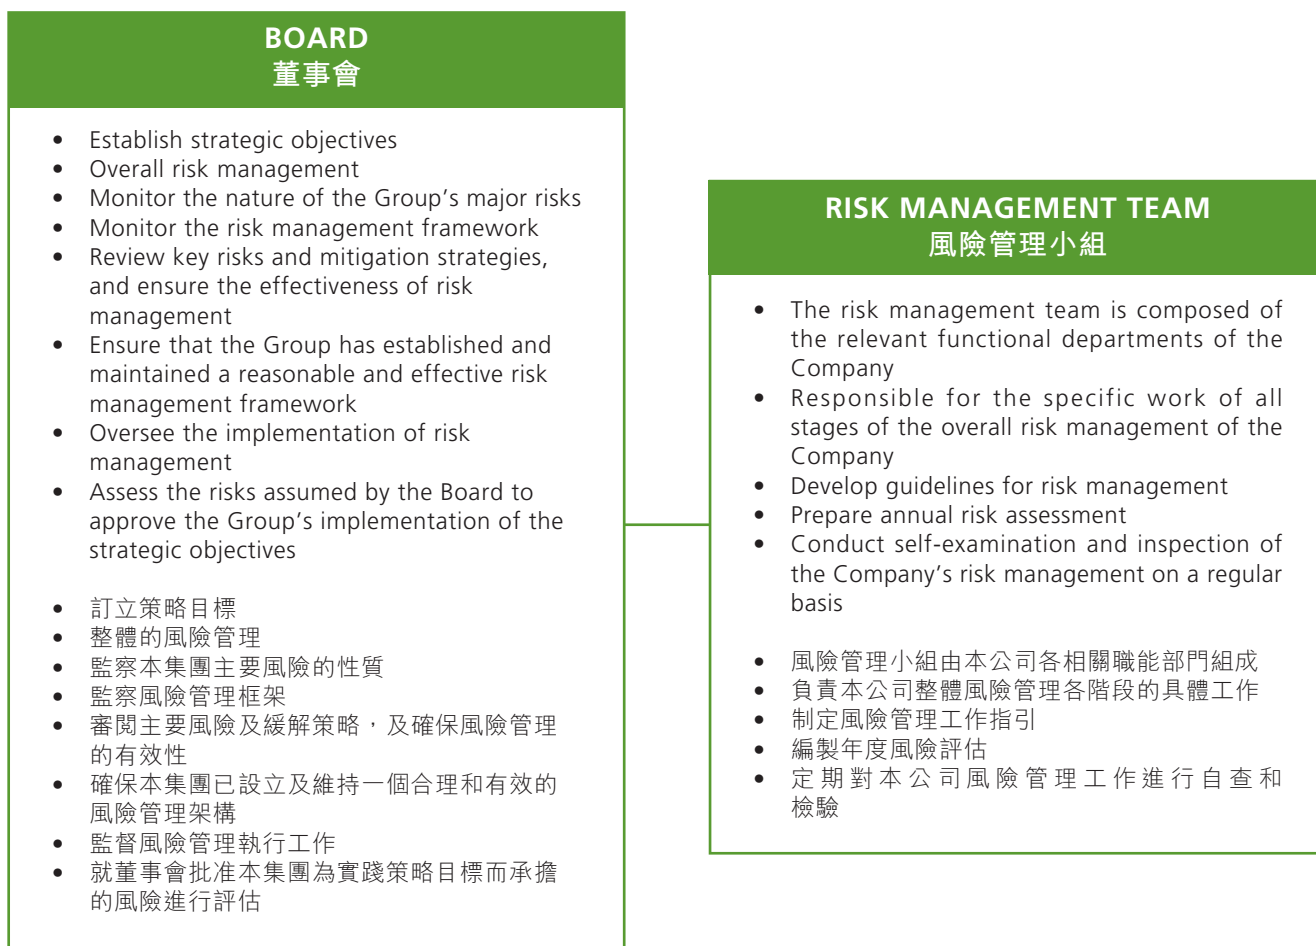 BOARD
董事會
• Establish strategic objectives
• Overall risk management
• Monitor the nature of the Group’s major risks
• Monitor the risk management framework
• Review key risks and mitigation strategies,
and ensure the effectiveness of risk
management
• Ensure that the Group has established and
maintained a reasonable and effective risk
management framework
• Oversee the implementation of risk
management
• Assess the risks assumed by the Board to
approve the Group’s implementation of the
strategic objectives
• 訂立策略目標
• 整體的風險管理
• 監察本集團主要風險的性質
• 監察風險管理框架
• 審閱主要風險及緩解策略，及確保風險管理
的有效性
• 確保本集團已設立及維持一個合理和有效的
風險管理架構
• 監督風險管理執行工作
• 就董事會批准本集團為實踐策略目標而承擔
的風險進行評估
RISK MANAGEMENT TEAM
風險管理小組
• The risk management team is composed of
the relevant functional departments of the
Company
• Responsible for the specific work of all
stages of the overall risk management of the
Company
• Develop guidelines for risk management
• Prepare annual risk assessment
• Conduct self-examination and inspection of
the Company’s risk management on a regular
basis
• 風險管理小組由本公司各相關職能部門組成
• 負責本公司整體風險管理各階段的具體工作
• 制定風險管理工作指引
• 編製年度風險評估
• 定期對本公司風險管理工作進行自查和
檢驗